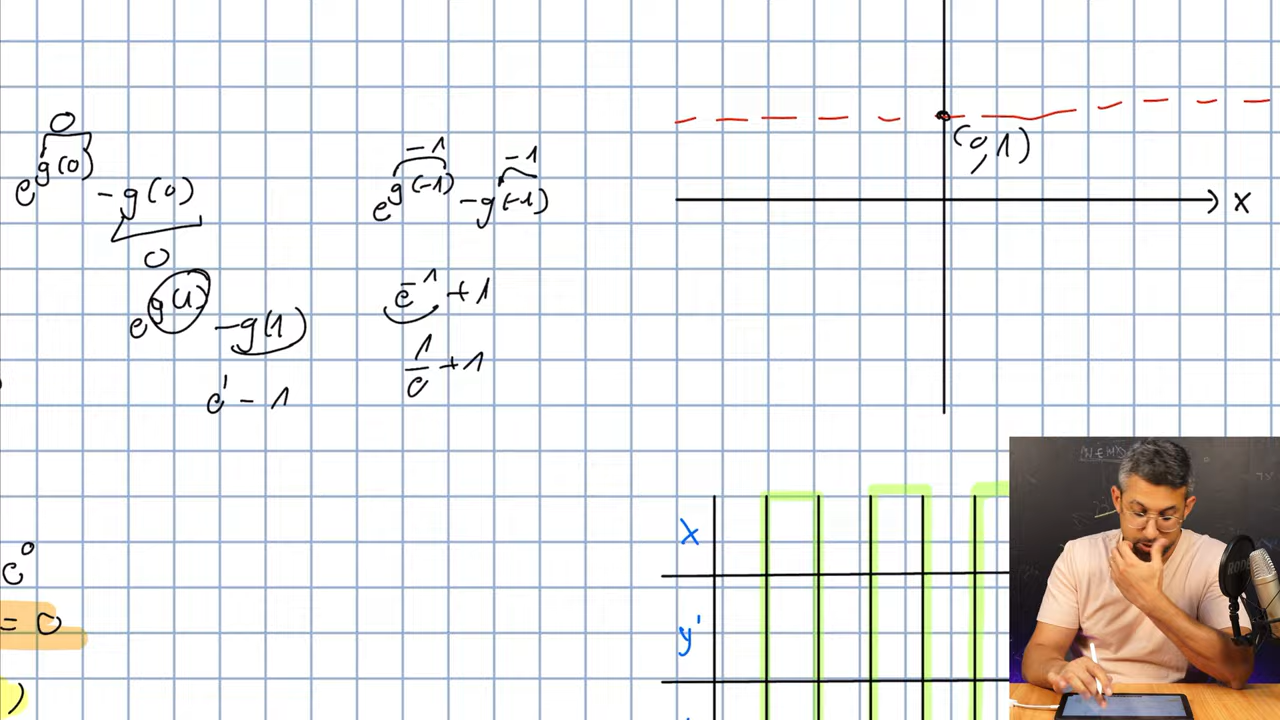 0
e^{g(0)} - g(0)
0
e^{g(1)} - g(1)
e^1 - 1
-1 -1
e^{g(-1)} - g(-1)
e^{-1} + 1
1/e + 1
(0,1)
x
e^0
= 0
)
x
y'
RODE